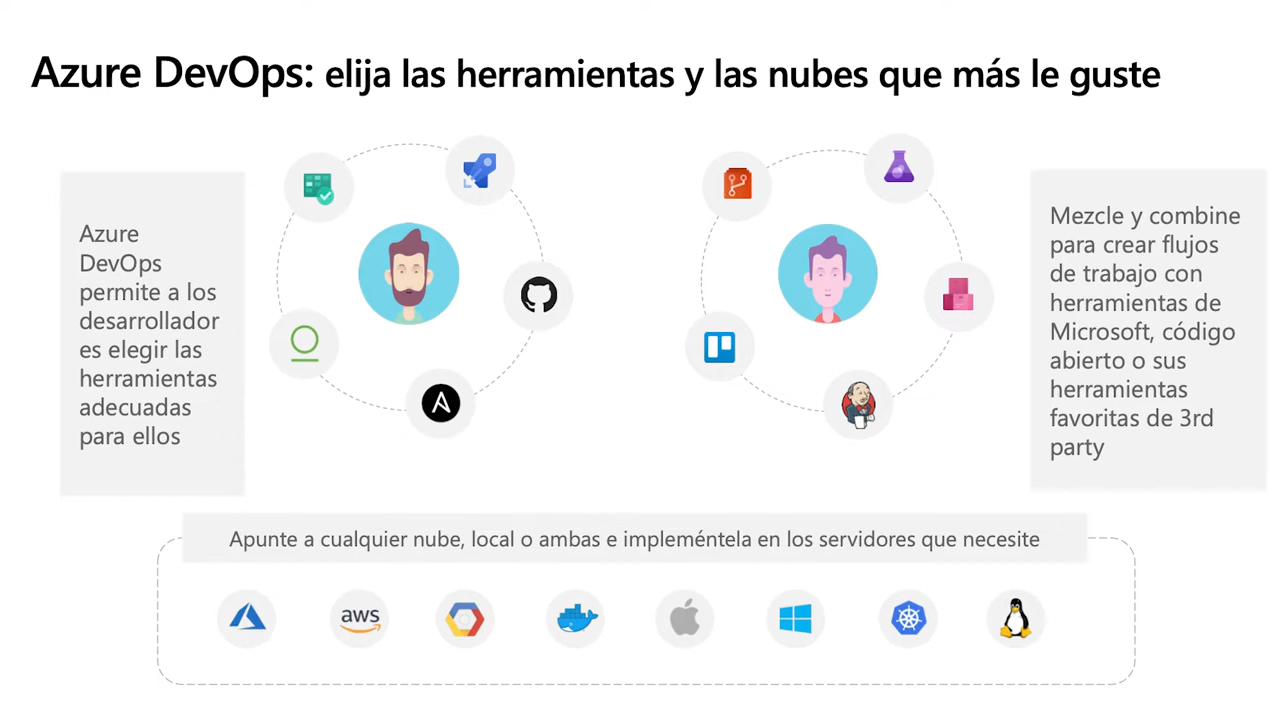 Azure DevOps: elija las herramientas y las nubes que más le guste
Azure
DevOps
permite a los
desarrollador
es elegir las
herramientas
adecuadas
para ellos
Mezcle y combine
para crear flujos
de trabajo con
herramientas de
Microsoft, código
abierto o sus
herramientas
favoritas de 3rd
party
Apunte a cualquier nube, local o ambas e impleméntela en los servidores que necesite
aws